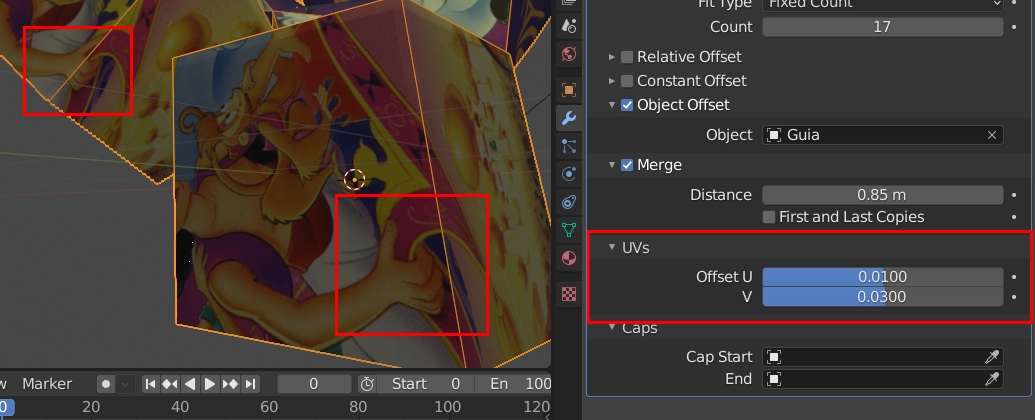 Fit Type Fixed Count
Count 17
Relative Offset
Constant Offset
Object Offset
Object Guia
Merge
Distance 0.85 m
First and Last Copies
UVs
Offset U 0.0100
V 0.0300
Caps
Cap Start
End
w Marker 0 Start 0 En 100
0 20 40 60 80 100 120